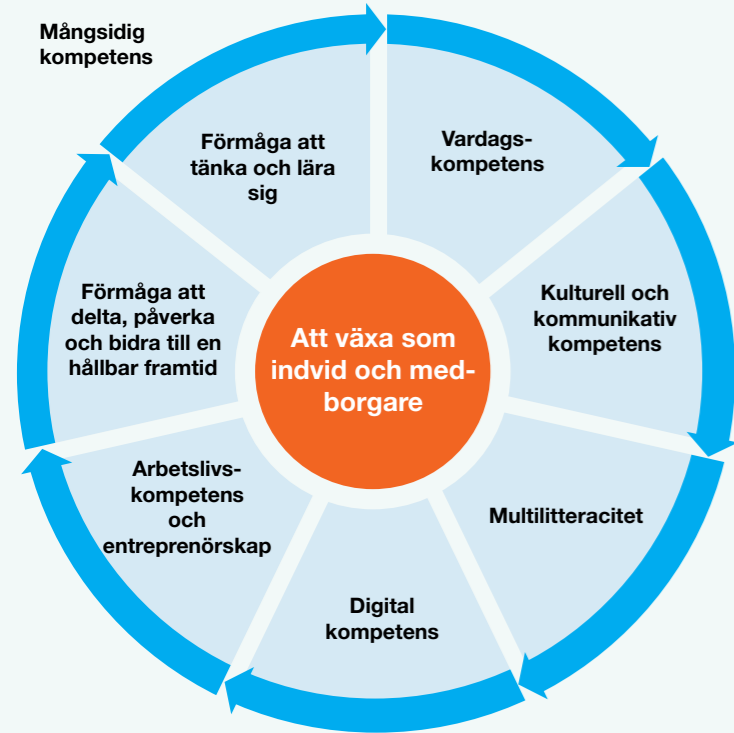 Mångsidig
kompetens
Förmåga att
tänka och lära
sig
Vardags-
kompetens
Kulturell och
kommunikativ
kompetens
Multilitteracitet
Digital
kompetens
Arbetslivs-
kompetens
och
entreprenörskap
Förmåga att
delta, påverka
och bidra till en
hållbar framtid
Att växa som
indvid och med-
borgare